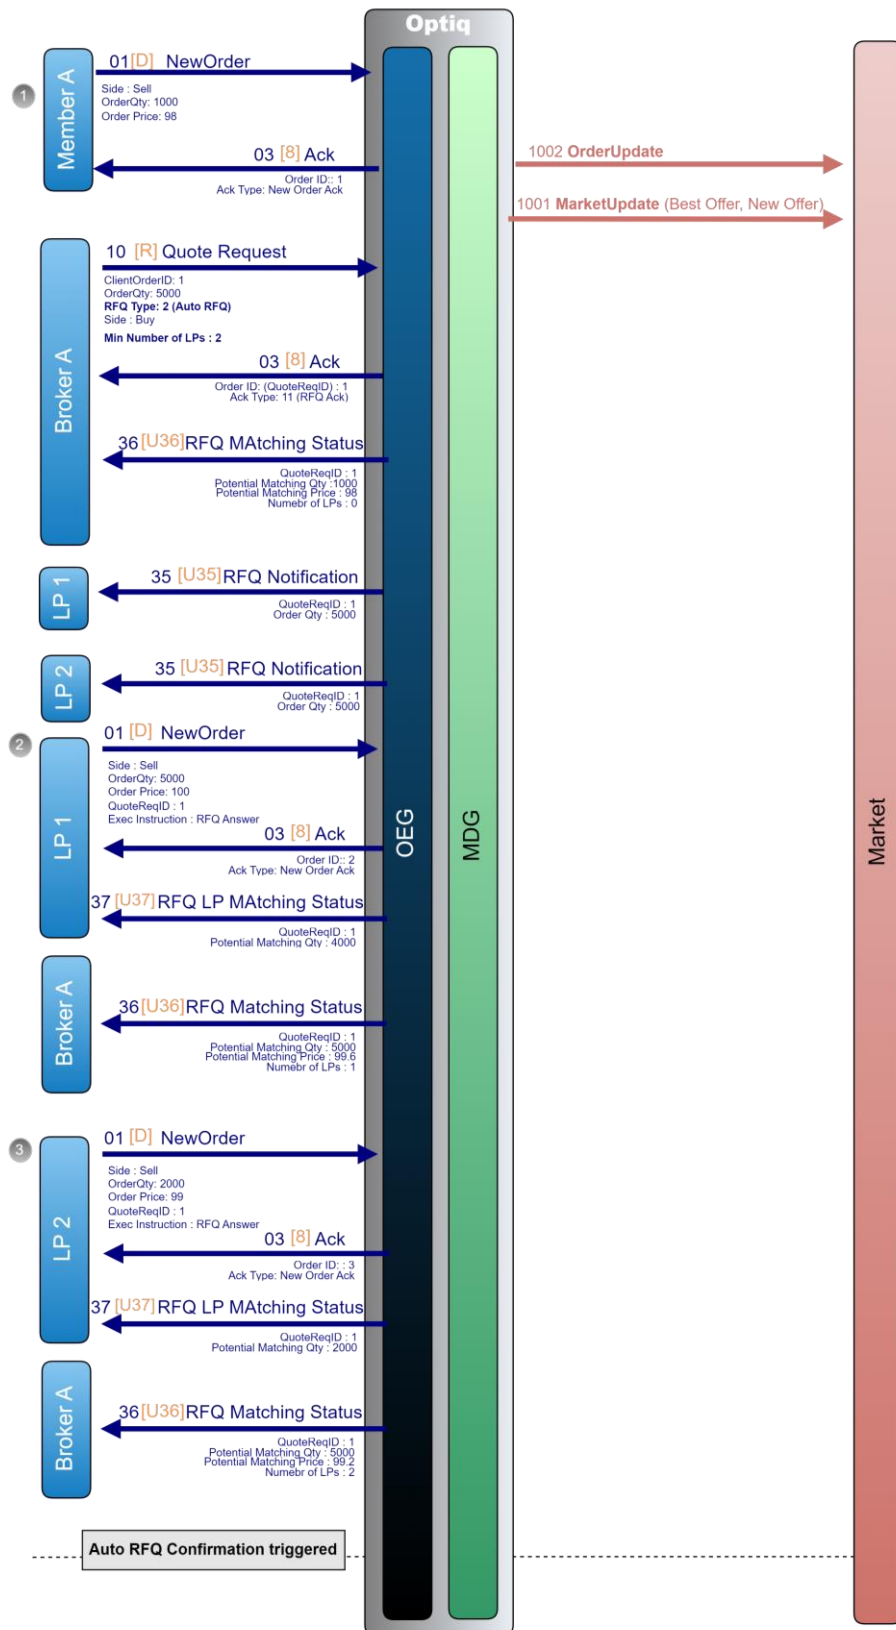 Optiq
01 [D] NewOrder
1
Member A
Side : Sell
OrderQty: 1000
Order Price: 98
03 [8] Ack
Order ID:: 1
Ack Type: New Order Ack
1002 OrderUpdate
1001 MarketUpdate (Best Offer, New Offer)
10 [R] Quote Request
Broker A
ClientOrderID: 1
OrderQty: 5000
RFQ Type: 2 (Auto RFQ)
Side : Buy
Min Number of LPs : 2
03 [8] Ack
Order ID: (QuoteReqID) : 1
Ack Type: 11 (RFQ Ack)
36 [U36] RFQ MAtching Status
QuoteReqID : 1
Potential Matching Qty :1000
Potential Matching Price : 98
Numebr of LPs : 0
LP 1
35 [U35] RFQ Notification
QuoteReqID : 1
Order Qty : 5000
LP 2
35 [U35] RFQ Notification
QuoteReqID : 1
Order Qty : 5000
2
01 [D] NewOrder
LP 1
Side : Sell
OrderQty: 5000
Order Price: 100
QuoteReqID : 1
Exec Instruction : RFQ Answer
03 [8] Ack
Order ID:: 2
Ack Type: New Order Ack
37 [U37] RFQ LP MAtching Status
QuoteReqID : 1
Potential Matching Qty : 4000
OEG
MDG
Market
Broker A
36 [U36] RFQ Matching Status
QuoteReqID : 1
Potential Matching Qty : 5000
Potential Matching Price : 99.6
Numebr of LPs : 1
3
01 [D] NewOrder
LP 2
Side : Sell
OrderQty: 2000
Order Price: 99
QuoteReqID : 1
Exec Instruction : RFQ Answer
03 [8] Ack
Order ID: : 3
Ack Type: New Order Ack
37 [U37] RFQ LP MAtching Status
QuoteReqID : 1
Potential Matching Qty : 2000
Broker A
36 [U36] RFQ Matching Status
QuoteReqID : 1
Potential Matching Qty : 5000
Potential Matching Price : 99.2
Numebr of LPs : 2
Auto RFQ Confirmation triggered